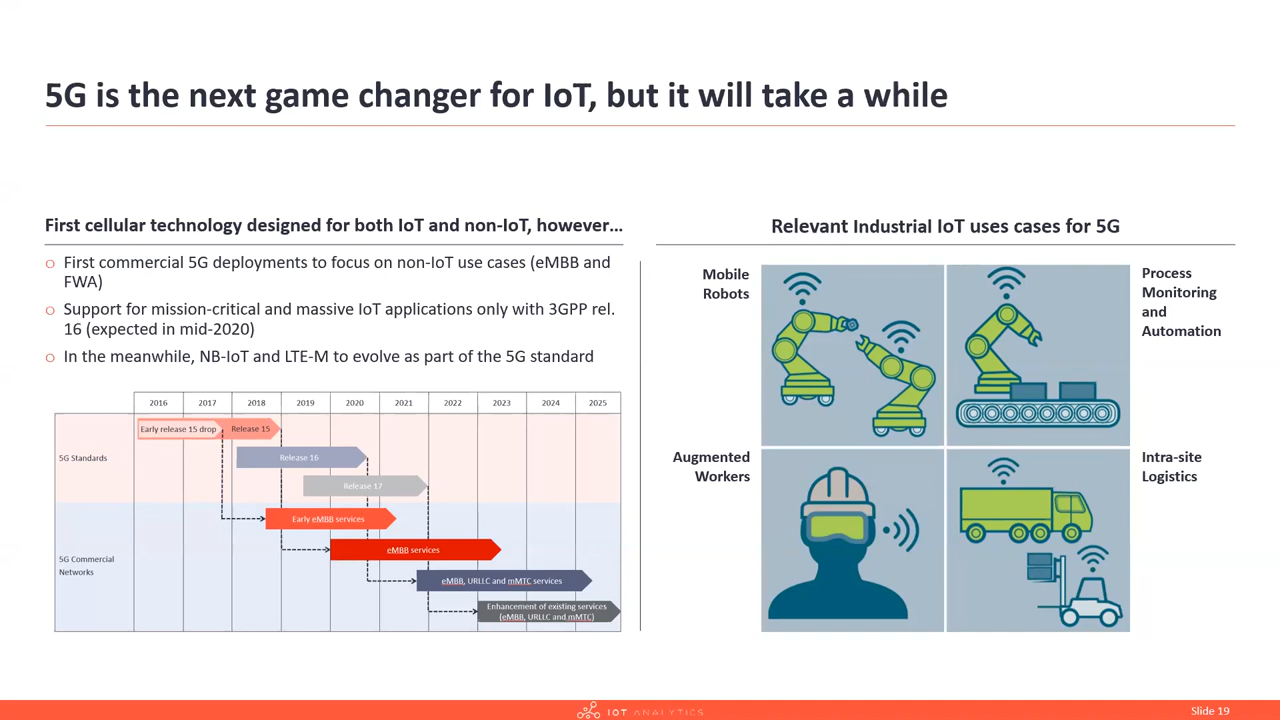 5G is the next game changer for IoT, but it will take a while
First cellular technology designed for both IoT and non-IoT, however…
o First commercial 5G deployments to focus on non-IoT use cases (eMBB and
FWA)
o Support for mission-critical and massive IoT applications only with 3GPP rel.
16 (expected in mid-2020)
o In the meanwhile, NB-IoT and LTE-M to evolve as part of the 5G standard
2016 2017 2018 2019 2020 2021 2022 2023 2024 2025
5G Standards
Early release 15 drop
Release 15
Release 16
Release 17
5G Commercial
Networks
Early eMBB services
eMBB services
eMBB, URLLC and mMTC services
Enhancement of existing services
(eMBB, URLLC and mMTC)
Relevant Industrial IoT uses cases for 5G
Mobile
Robots
Process
Monitoring
and
Automation
Augmented
Workers
Intra-site
Logistics
IOT ANALYTICS
Slide 19